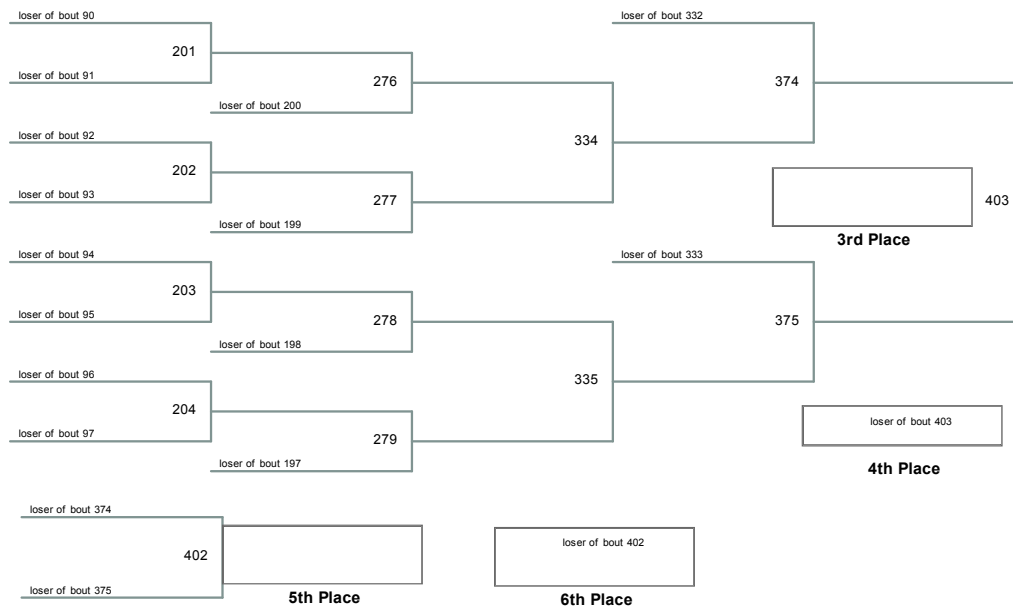 loser of bout 90
201
loser of bout 91
276
loser of bout 200
loser of bout 92
202
loser of bout 93
277
loser of bout 199
334
loser of bout 332
374
403
3rd Place
loser of bout 94
203
loser of bout 95
278
loser of bout 198
loser of bout 96
204
loser of bout 97
279
loser of bout 197
335
loser of bout 333
375
loser of bout 403
4th Place
loser of bout 374
402
loser of bout 375
5th Place
loser of bout 402
6th Place